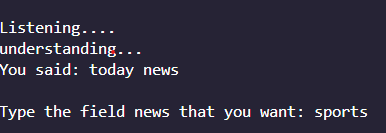 Listening....
understanding...
You said: today news
Type the field news that you want: sports